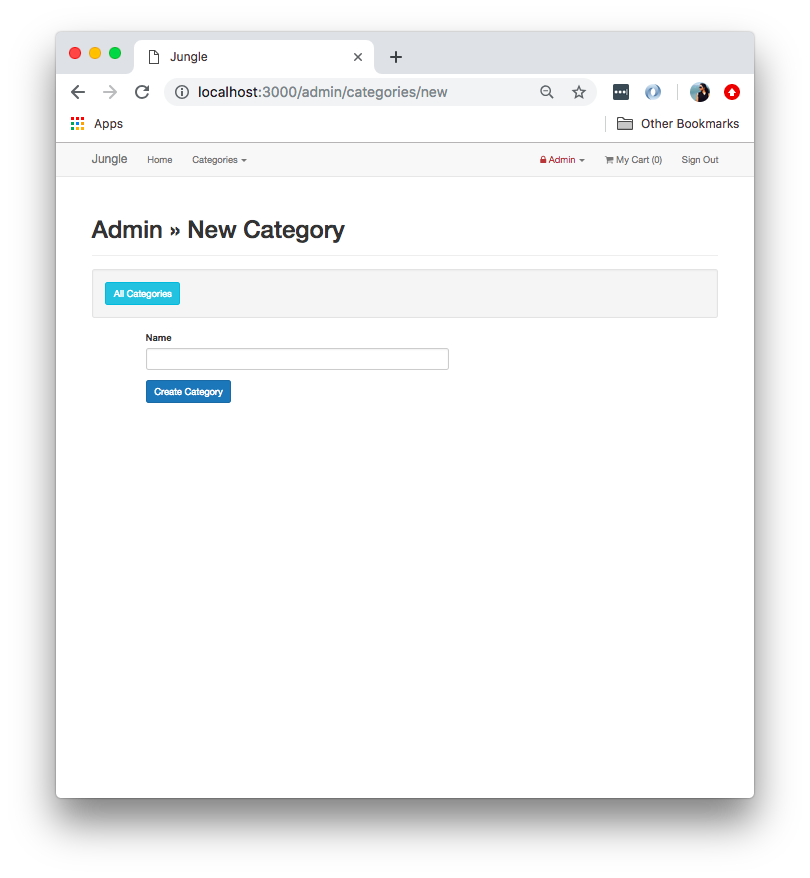 Jungle
localhost:3000/admin/categories/new
Apps
Other Bookmarks
Jungle Home Categories Admin My Cart (0) Sign Out
Admin » New Category
All Categories
Name
Create Category